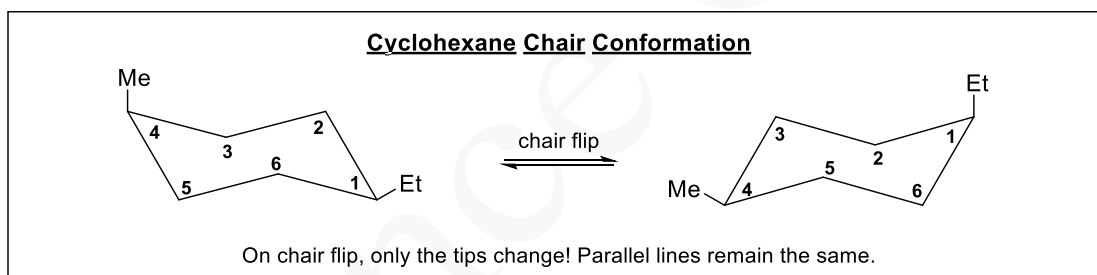 Cyclohexane Chair Conformation
Me
4
3
2
6
5
1
Et
chair flip
Et
3
1
2
5
Me
4
6
On chair flip, only the tips change! Parallel lines remain the same.